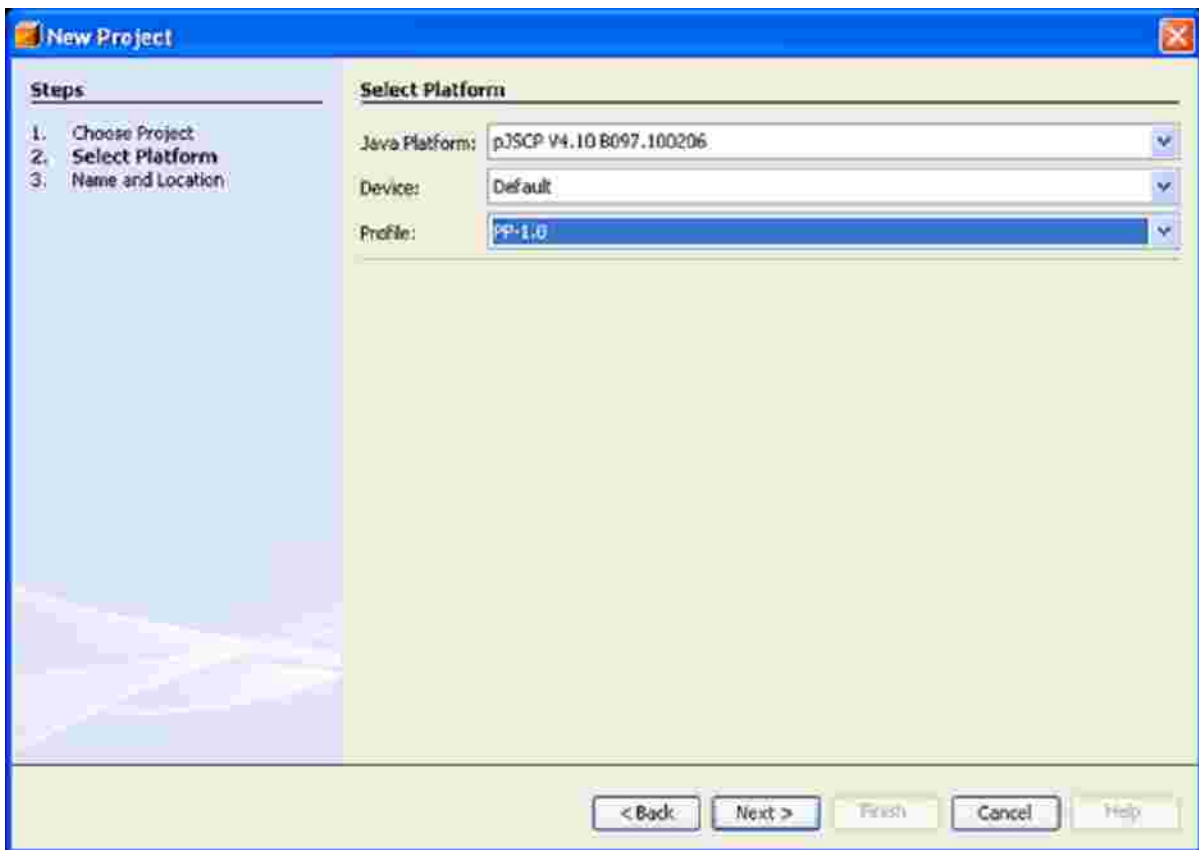 New Project
Steps
1. Choose Project
2. Select Platform
3. Name and Location
Select Platform
Java Platform: pJSCP V4.10 B097.100206
Device: Default
Profile: PP-1.0
< Back Next > Finish Cancel Help